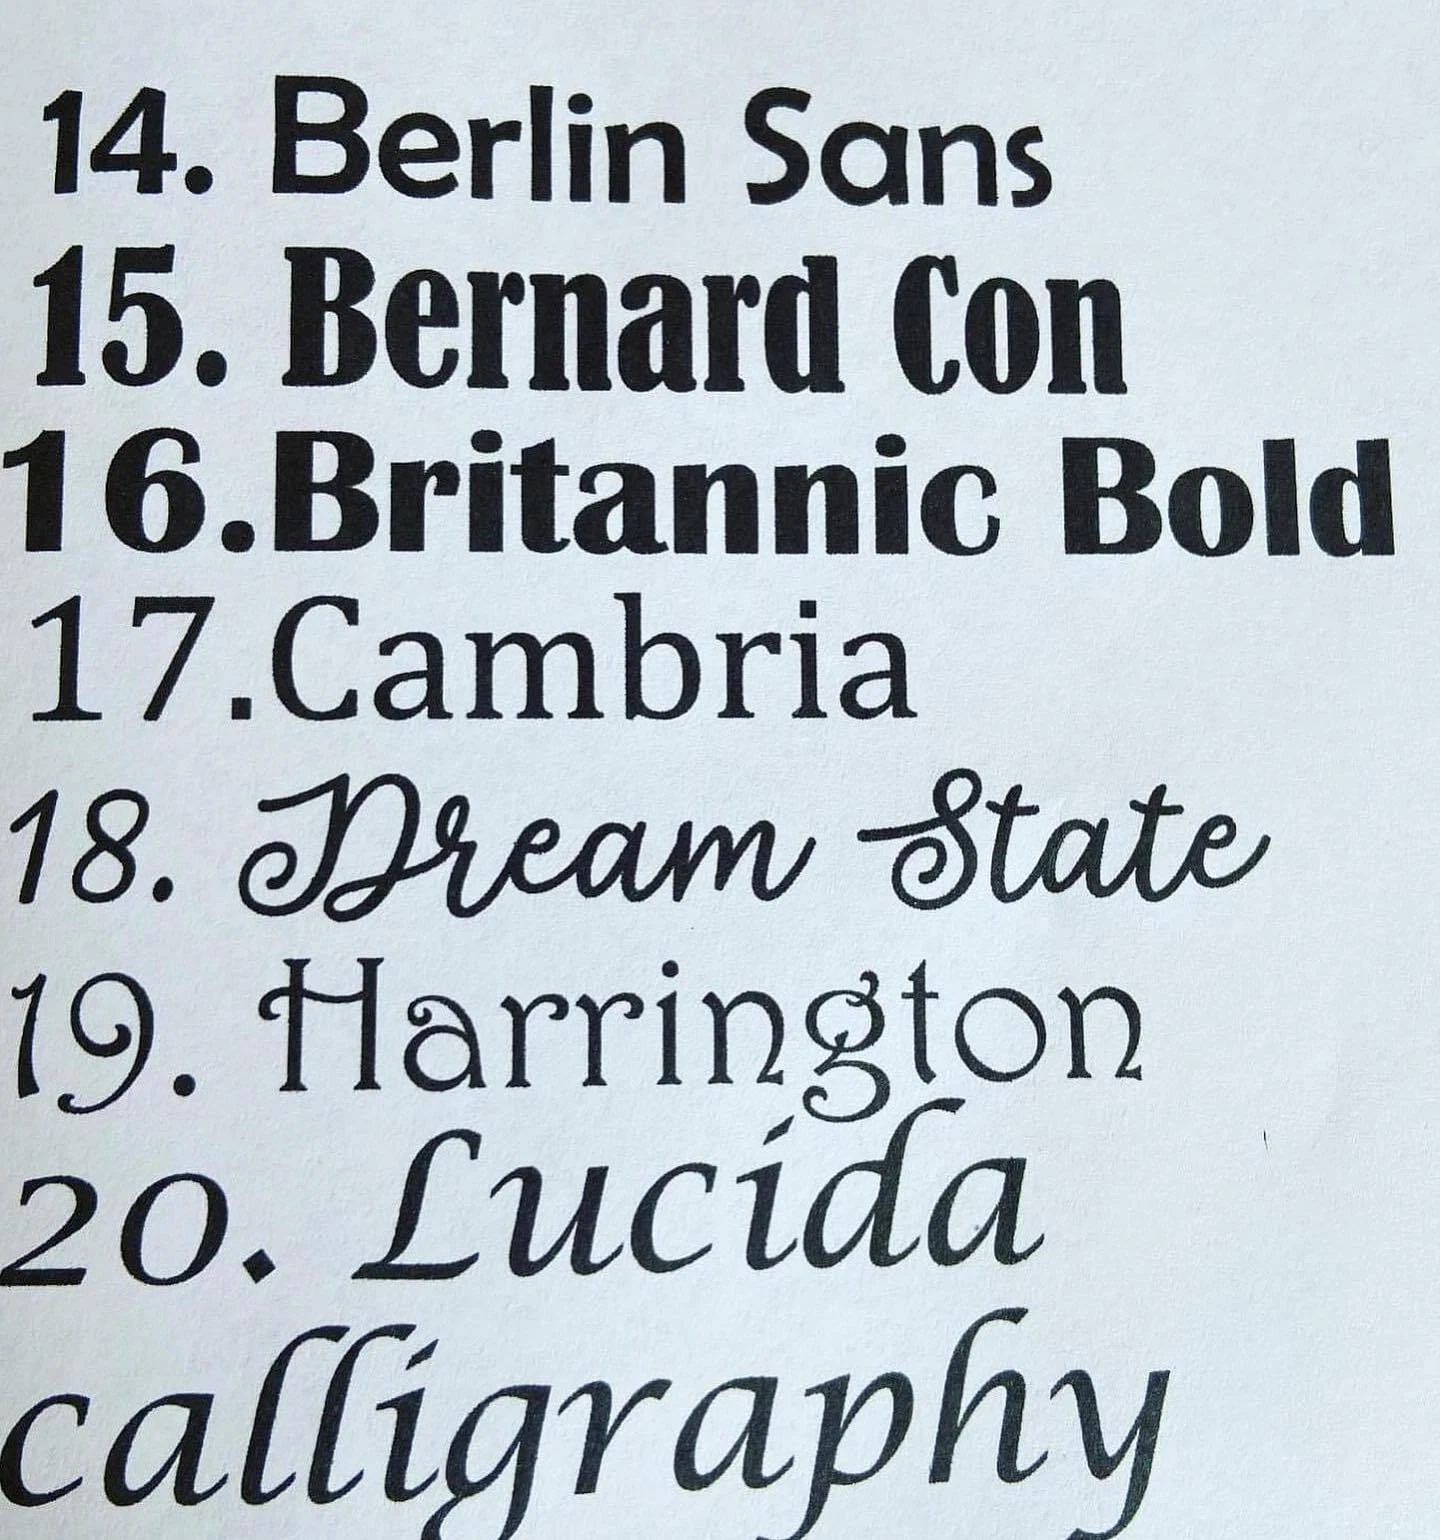 14. Berlin Sans
15. Bernard Con
16.Britannic Bold
17.Cambria
18. Dream State
19. Harrington
20. Lucida
calligraphy